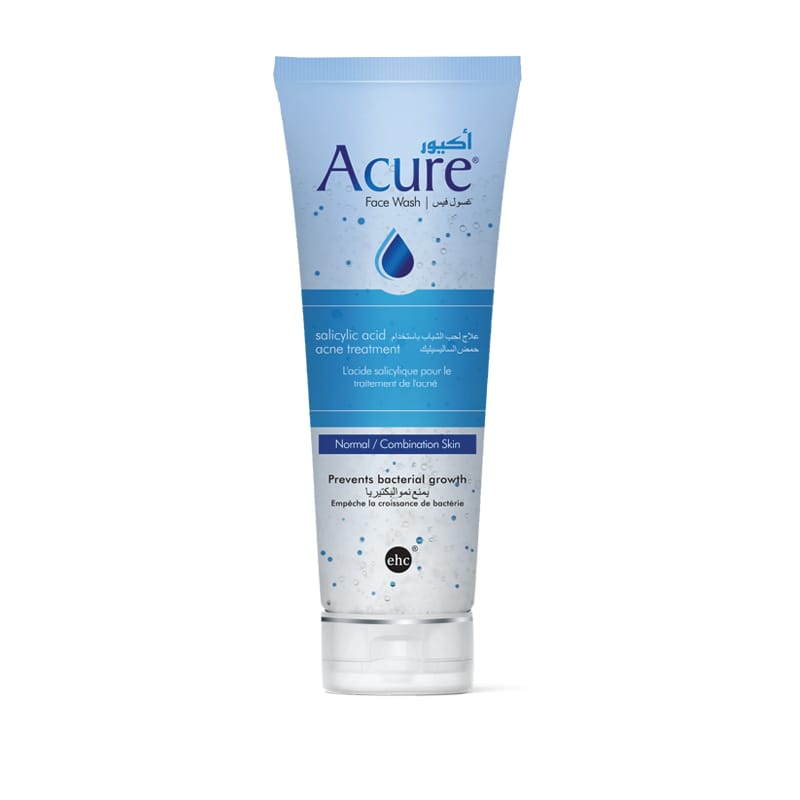 أكيور
Acure®
Face Wash | غسول فيس
salicylic acid علاج لحب الشباب باستخدام
acne treatment حمض الساليسيليك
L'acide salicylique pour le
traitement de l'acné
Normal / Combination Skin
Prevents bacterial growth
يمنع نمو البكتيريا
Empêche la croissance de bactérie
ehc®